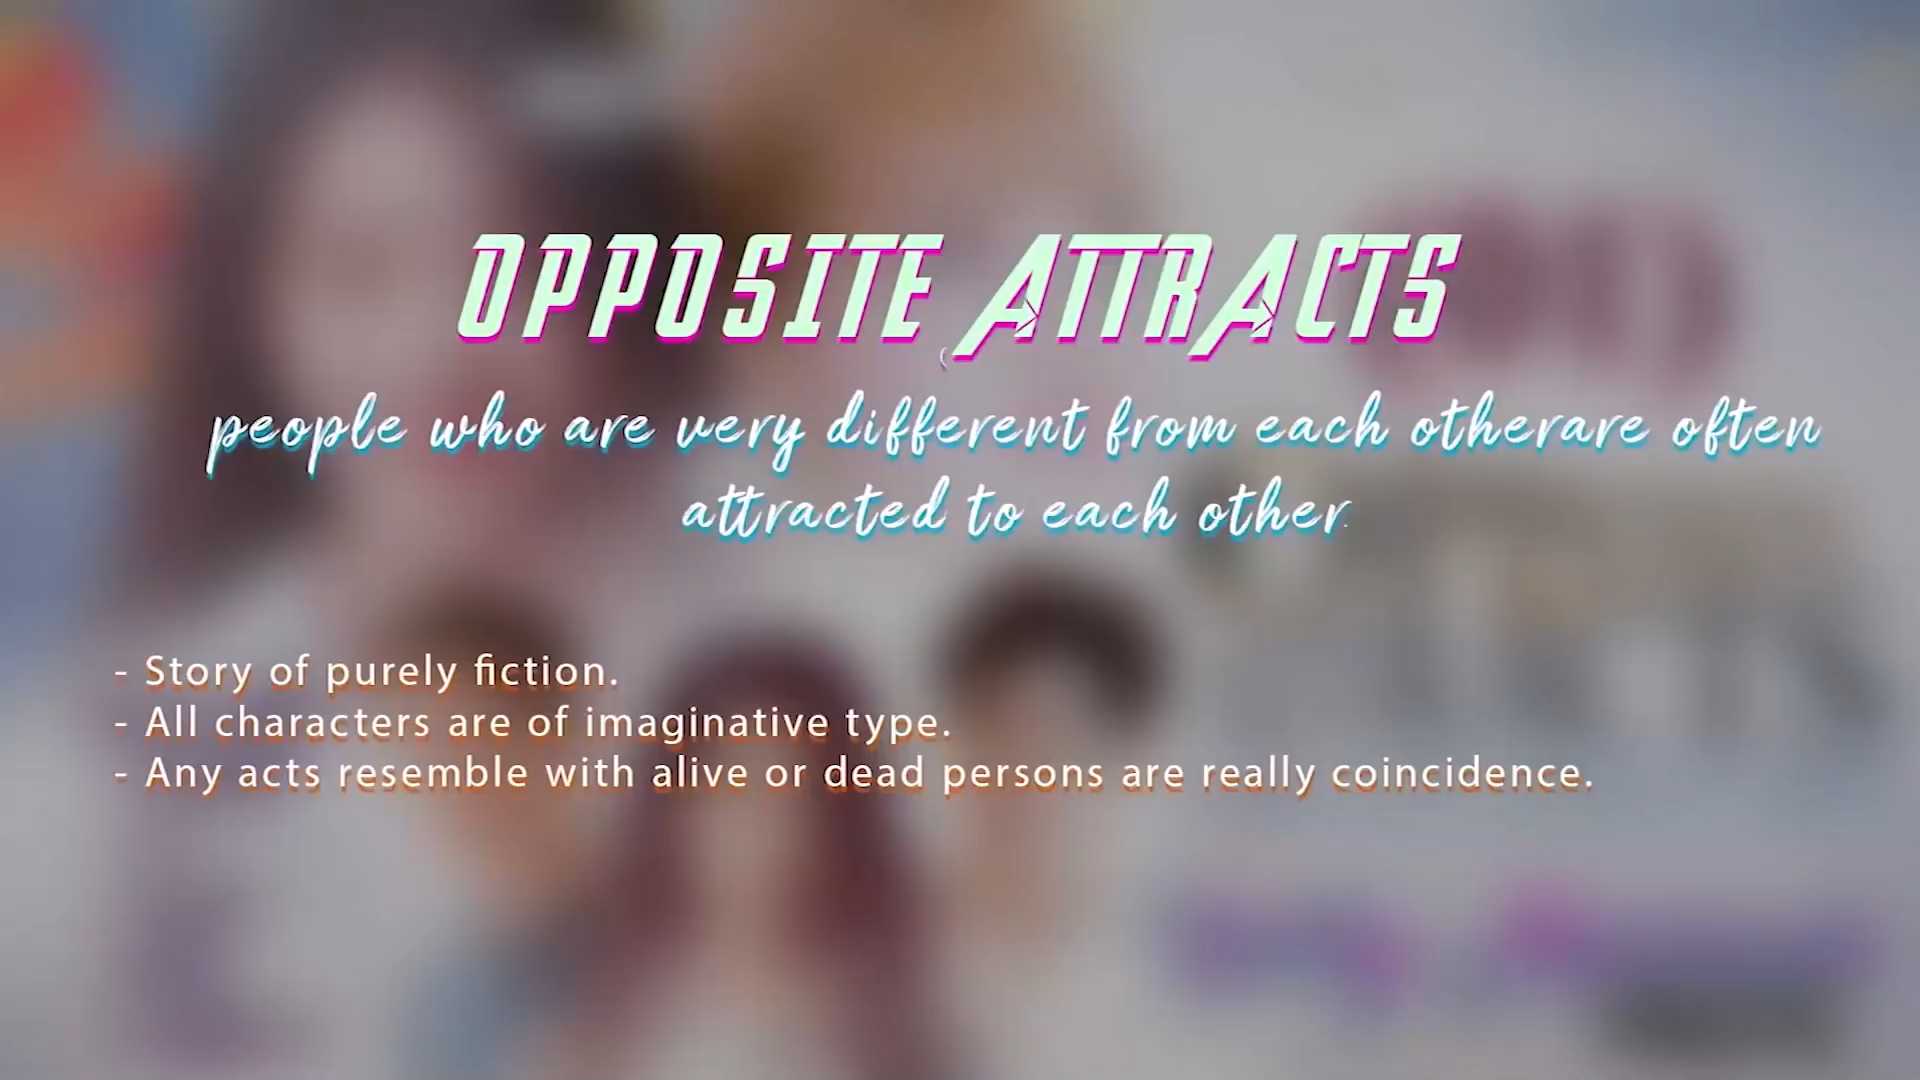 OPPOSITE ATTRACTS
people who are very different from each otherare often
attracted to each other.
- Story of purely fiction.
- All characters are of imaginative type.
- Any acts resemble with alive or dead persons are really coincidence.